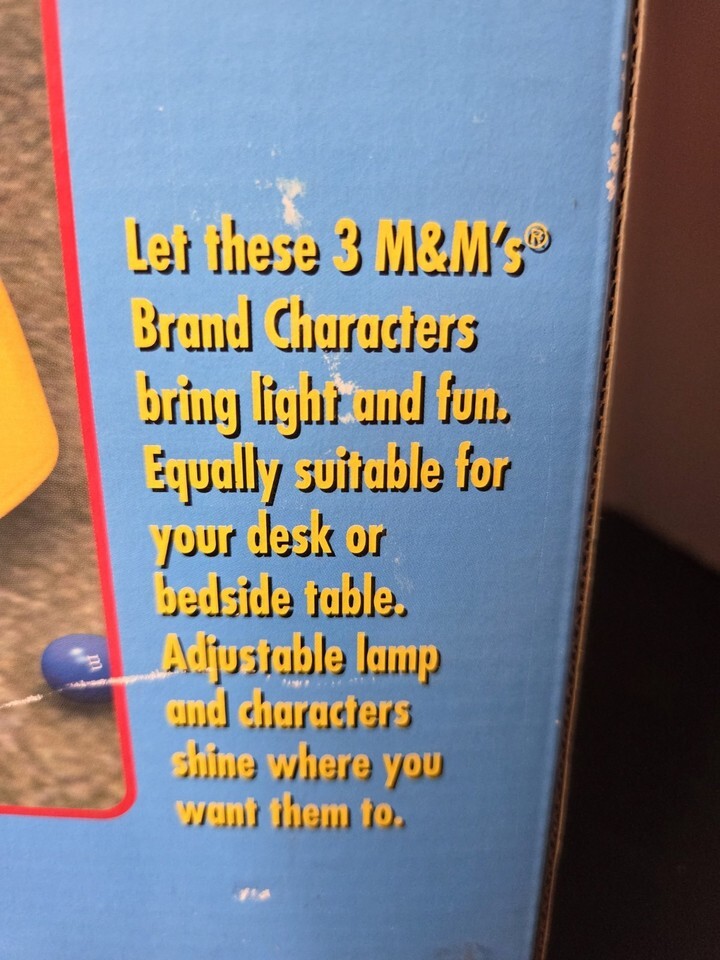 Let these 3 M&M's®
Brand Characters
bring light and fun.
Equally suitable for
your desk or
bedside table.
Adjustable lamp
and characters
shine where you
want them to.
m